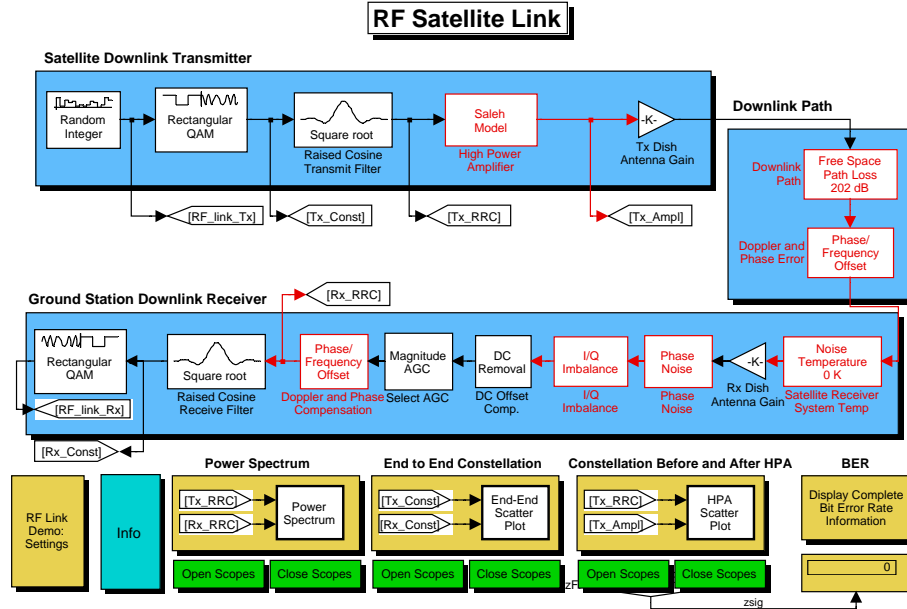 RF Satellite Link
Satellite Downlink Transmitter
Random
Integer
Rectangular
QAM
Square root
Raised Cosine
Transmit Filter
Saleh
Model
High Power
Amplifier
-K-
Tx Dish
Antenna Gain
[RF_link_Tx]
[Tx_Const]
[Tx_RRC]
[Tx_Ampl]
Downlink Path
Downlink
Path
Free Space
Path Loss
202 dB
Doppler and
Phase Error
Phase/
Frequency
Offset
Ground Station Downlink Receiver
[Rx_RRC]
Rectangular
QAM
Square root
Raised Cosine
Receive Filter
Phase/
Frequency
Offset
Doppler and Phase
Compensation
Magnitude
AGC
Select AGC
DC
Removal
DC Offset
Comp.
I/Q
Imbalance
I/Q
Imbalance
Phase
Noise
Phase
Noise
-K-
Rx Dish
Antenna Gain
Noise
Temperature
0 K
Satellite Receiver
System Temp
[RF_link_Rx]
[Rx_Const]
RF Link
Demo:
Settings
Info
Power Spectrum
[Tx_RRC]
[Rx_RRC]
Power
Spectrum
Open Scopes
Close Scopes
End to End Constellation
[Tx_Const]
[Rx_Const]
End-End
Scatter
Plot
Open Scopes
Close Scopes
Constellation Before and After HPA
[Tx_RRC]
[Tx_Ampl]
HPA
Scatter
Plot
Open Scopes
Close Scopes
BER
Display Complete
Bit Error Rate
Information
0
zF
zsig